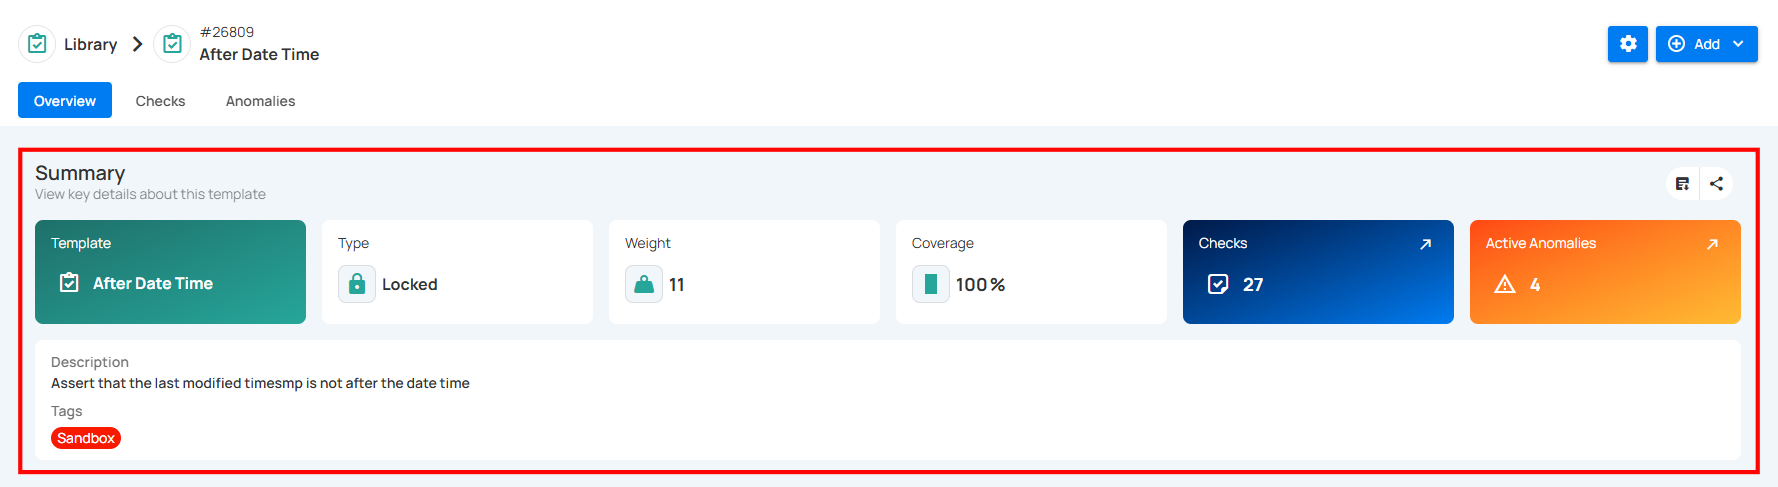 Library
#26809
After Date Time
Add
Overview
Checks
Anomalies
Summary
View key details about this template
Template
After Date Time
Type
Locked
Weight
11
Coverage
100 %
Checks
27
Active Anomalies
4
Description
Assert that the last modified timesmp is not after the date time
Tags
Sandbox